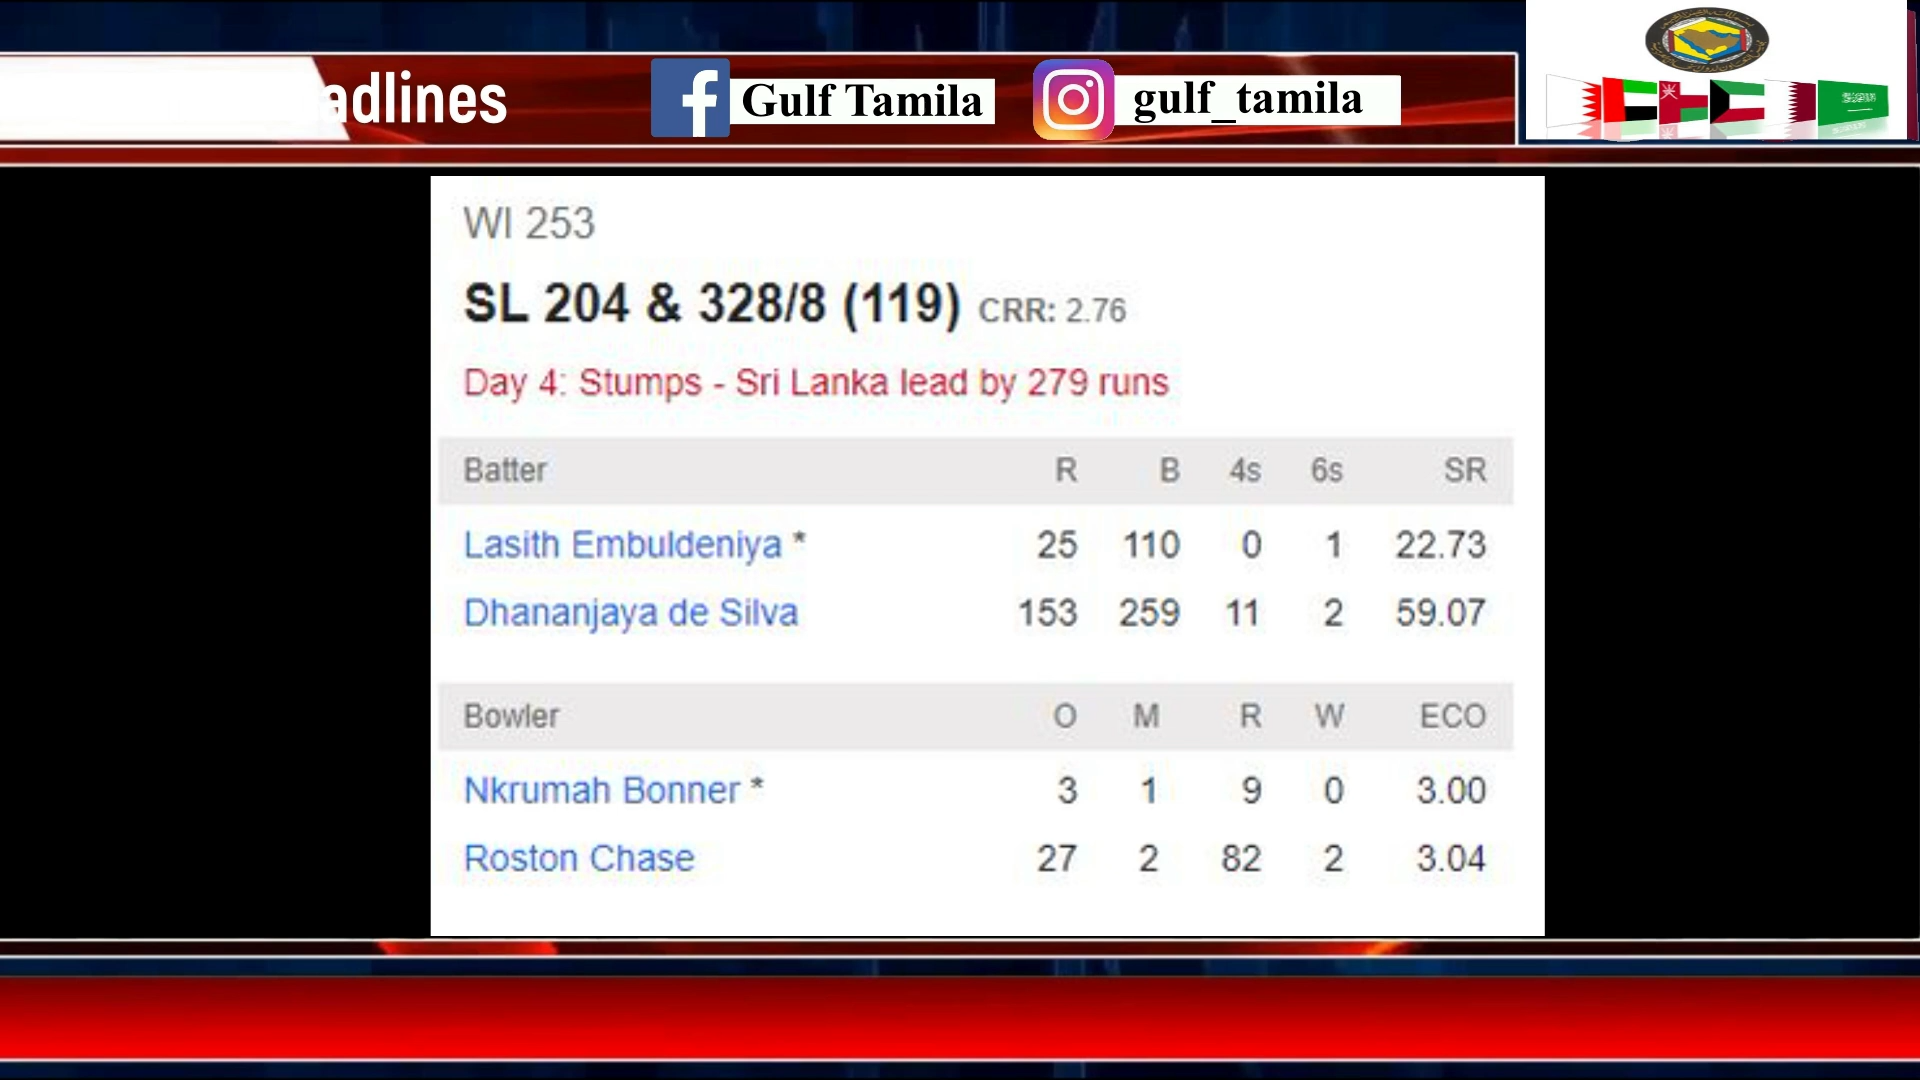 adlines
Gulf Tamila
gulf_tamila
WI 253
SL 204 & 328/8 (119) CRR: 2.76
Day 4: Stumps - Sri Lanka lead by 279 runs
Batter R B 4s 6s SR
Lasith Embuldeniya * 25 110 0 1 22.73
Dhananjaya de Silva 153 259 11 2 59.07
Bowler O M R W ECO
Nkrumah Bonner * 3 1 9 0 3.00
Roston Chase 27 2 82 2 3.04